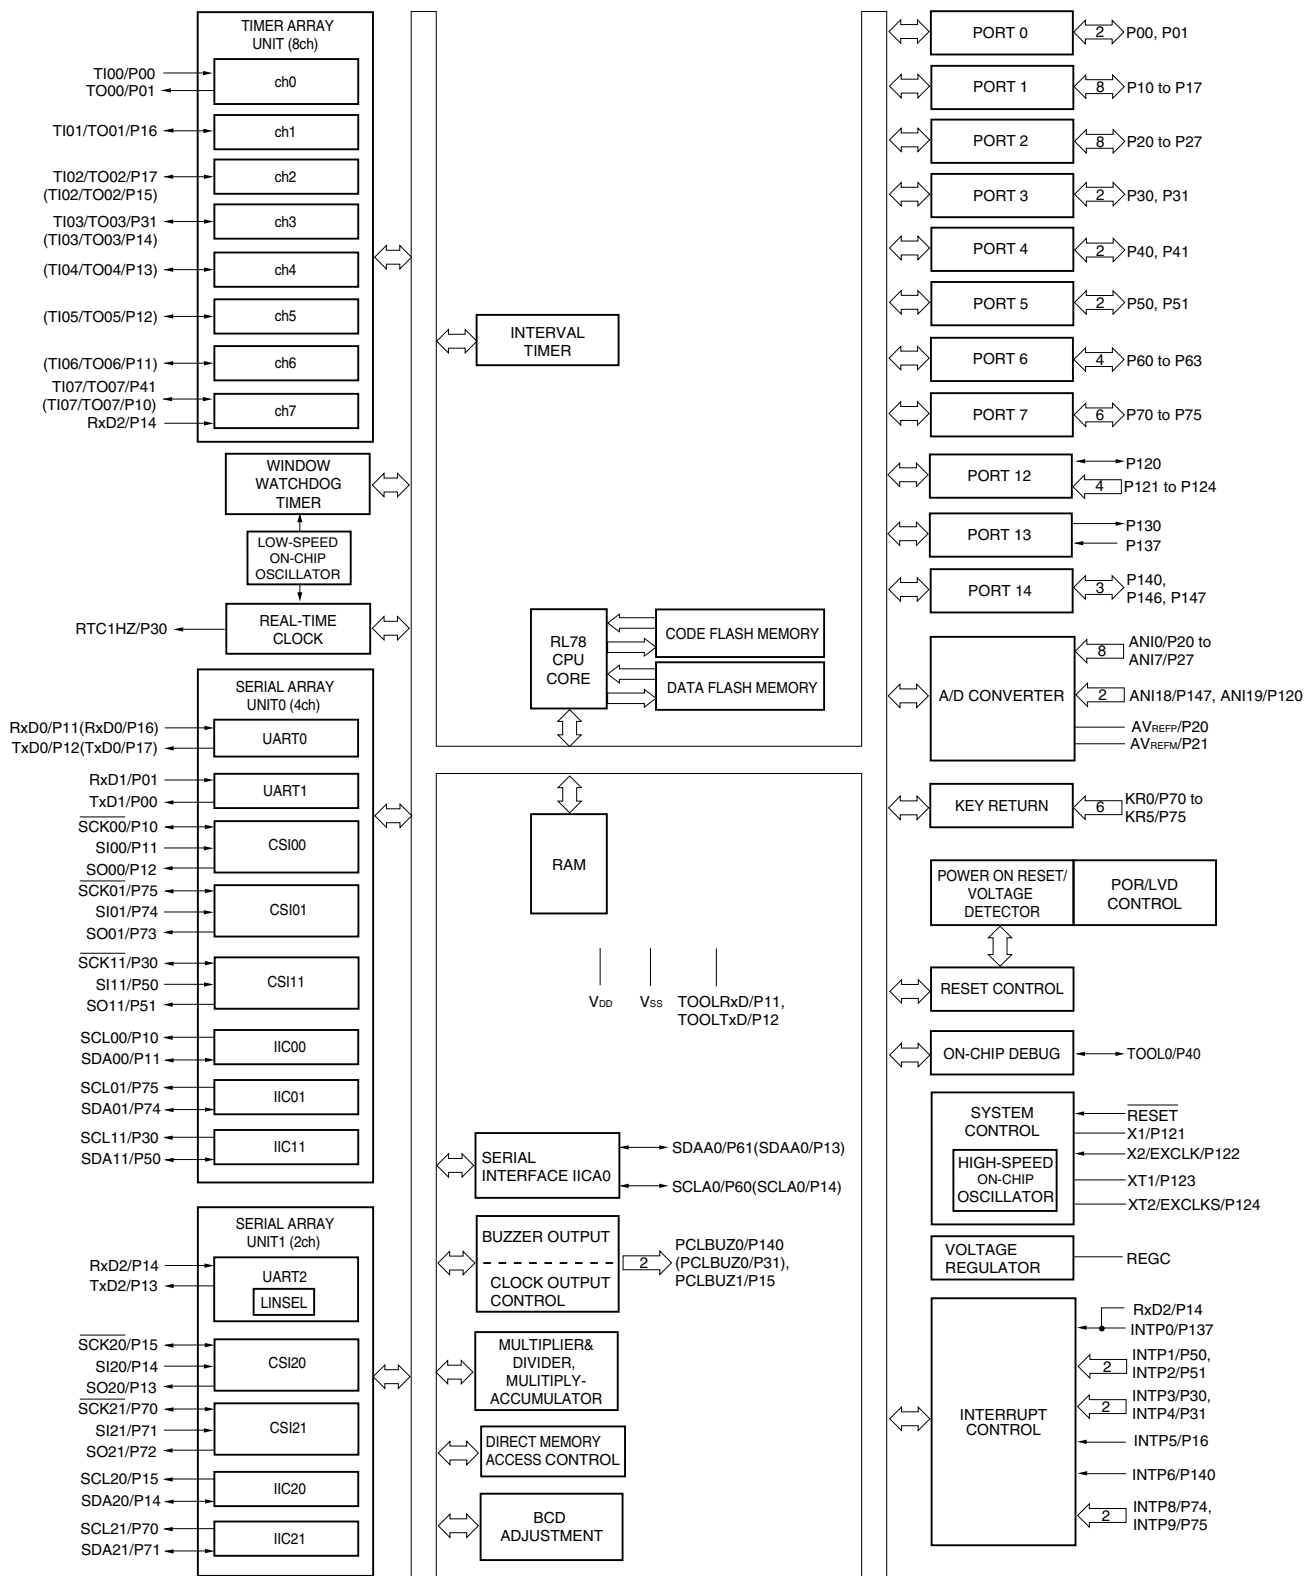 TIMER ARRAY
UNIT (8ch)
TI00/P00
TO00/P01
ch0
TI01/TO01/P16
ch1
TI02/TO02/P17
(TI02/TO02/P15)
ch2
TI03/TO03/P31
(TI03/TO03/P14)
ch3
(TI04/TO04/P13)
ch4
(TI05/TO05/P12)
ch5
(TI06/TO06/P11)
ch6
TI07/TO07/P41
(TI07/TO07/P10)
RxD2/P14
ch7
WINDOW
WATCHDOG
TIMER
LOW-SPEED
ON-CHIP
OSCILLATOR
RTC1HZ/P30
REAL-TIME
CLOCK
SERIAL ARRAY
UNIT0 (4ch)
RxD0/P11(RxD0/P16)
TxD0/P12(TxD0/P17)
UART0
RxD1/P01
TxD1/P00
UART1
SCK00/P10
SI00/P11
SO00/P12
CSI00
SCK01/P75
SI01/P74
SO01/P73
CSI01
SCK11/P30
SI11/P50
SO11/P51
CSI11
SCL00/P10
SDA00/P11
IIC00
SCL01/P75
SDA01/P74
IIC01
SCL11/P30
SDA11/P50
IIC11
SERIAL ARRAY
UNIT1 (2ch)
RxD2/P14
TxD2/P13
UART2
LINSEL
SCK20/P15
SI20/P14
SO20/P13
CSI20
SCK21/P70
SI21/P71
SO21/P72
CSI21
SCL20/P15
SDA20/P14
IIC20
SCL21/P70
SDA21/P71
IIC21
INTERVAL
TIMER
RL78
CPU
CORE
CODE FLASH MEMORY
DATA FLASH MEMORY
RAM
VDD
VSS
TOOLRxD/P11,
TOOLTxD/P12
SERIAL
INTERFACE IICA0
SDAA0/P61(SDAA0/P13)
SCLA0/P60(SCLA0/P14)
BUZZER OUTPUT
CLOCK OUTPUT
CONTROL
2
PCLBUZ0/P140
(PCLBUZ0/P31),
PCLBUZ1/P15
MULTIPLIER&
DIVIDER,
MULITIPLY-
ACCUMULATOR
DIRECT MEMORY
ACCESS CONTROL
BCD
ADJUSTMENT
PORT 0
2
P00, P01
PORT 1
8
P10 to P17
PORT 2
8
P20 to P27
PORT 3
2
P30, P31
PORT 4
2
P40, P41
PORT 5
2
P50, P51
PORT 6
4
P60 to P63
PORT 7
6
P70 to P75
PORT 12
P120
4
P121 to P124
PORT 13
P130
P137
PORT 14
3
P140,
P146, P147
A/D CONVERTER
8
ANI0/P20 to
ANI7/P27
2
ANI18/P147, ANI19/P120
AVREFP/P20
AVREFM/P21
KEY RETURN
6
KR0/P70 to
KR5/P75
POWER ON RESET/
VOLTAGE
DETECTOR
POR/LVD
CONTROL
RESET CONTROL
ON-CHIP DEBUG
TOOL0/P40
SYSTEM
CONTROL
HIGH-SPEED
ON-CHIP
OSCILLATOR
RESET
X1/P121
X2/EXCLK/P122
XT1/P123
XT2/EXCLKS/P124
VOLTAGE
REGULATOR
REGC
INTERRUPT
CONTROL
RxD2/P14
INTP0/P137
2
INTP1/P50,
INTP2/P51
2
INTP3/P30,
INTP4/P31
INTP5/P16
INTP6/P140
2
INTP8/P74,
INTP9/P75